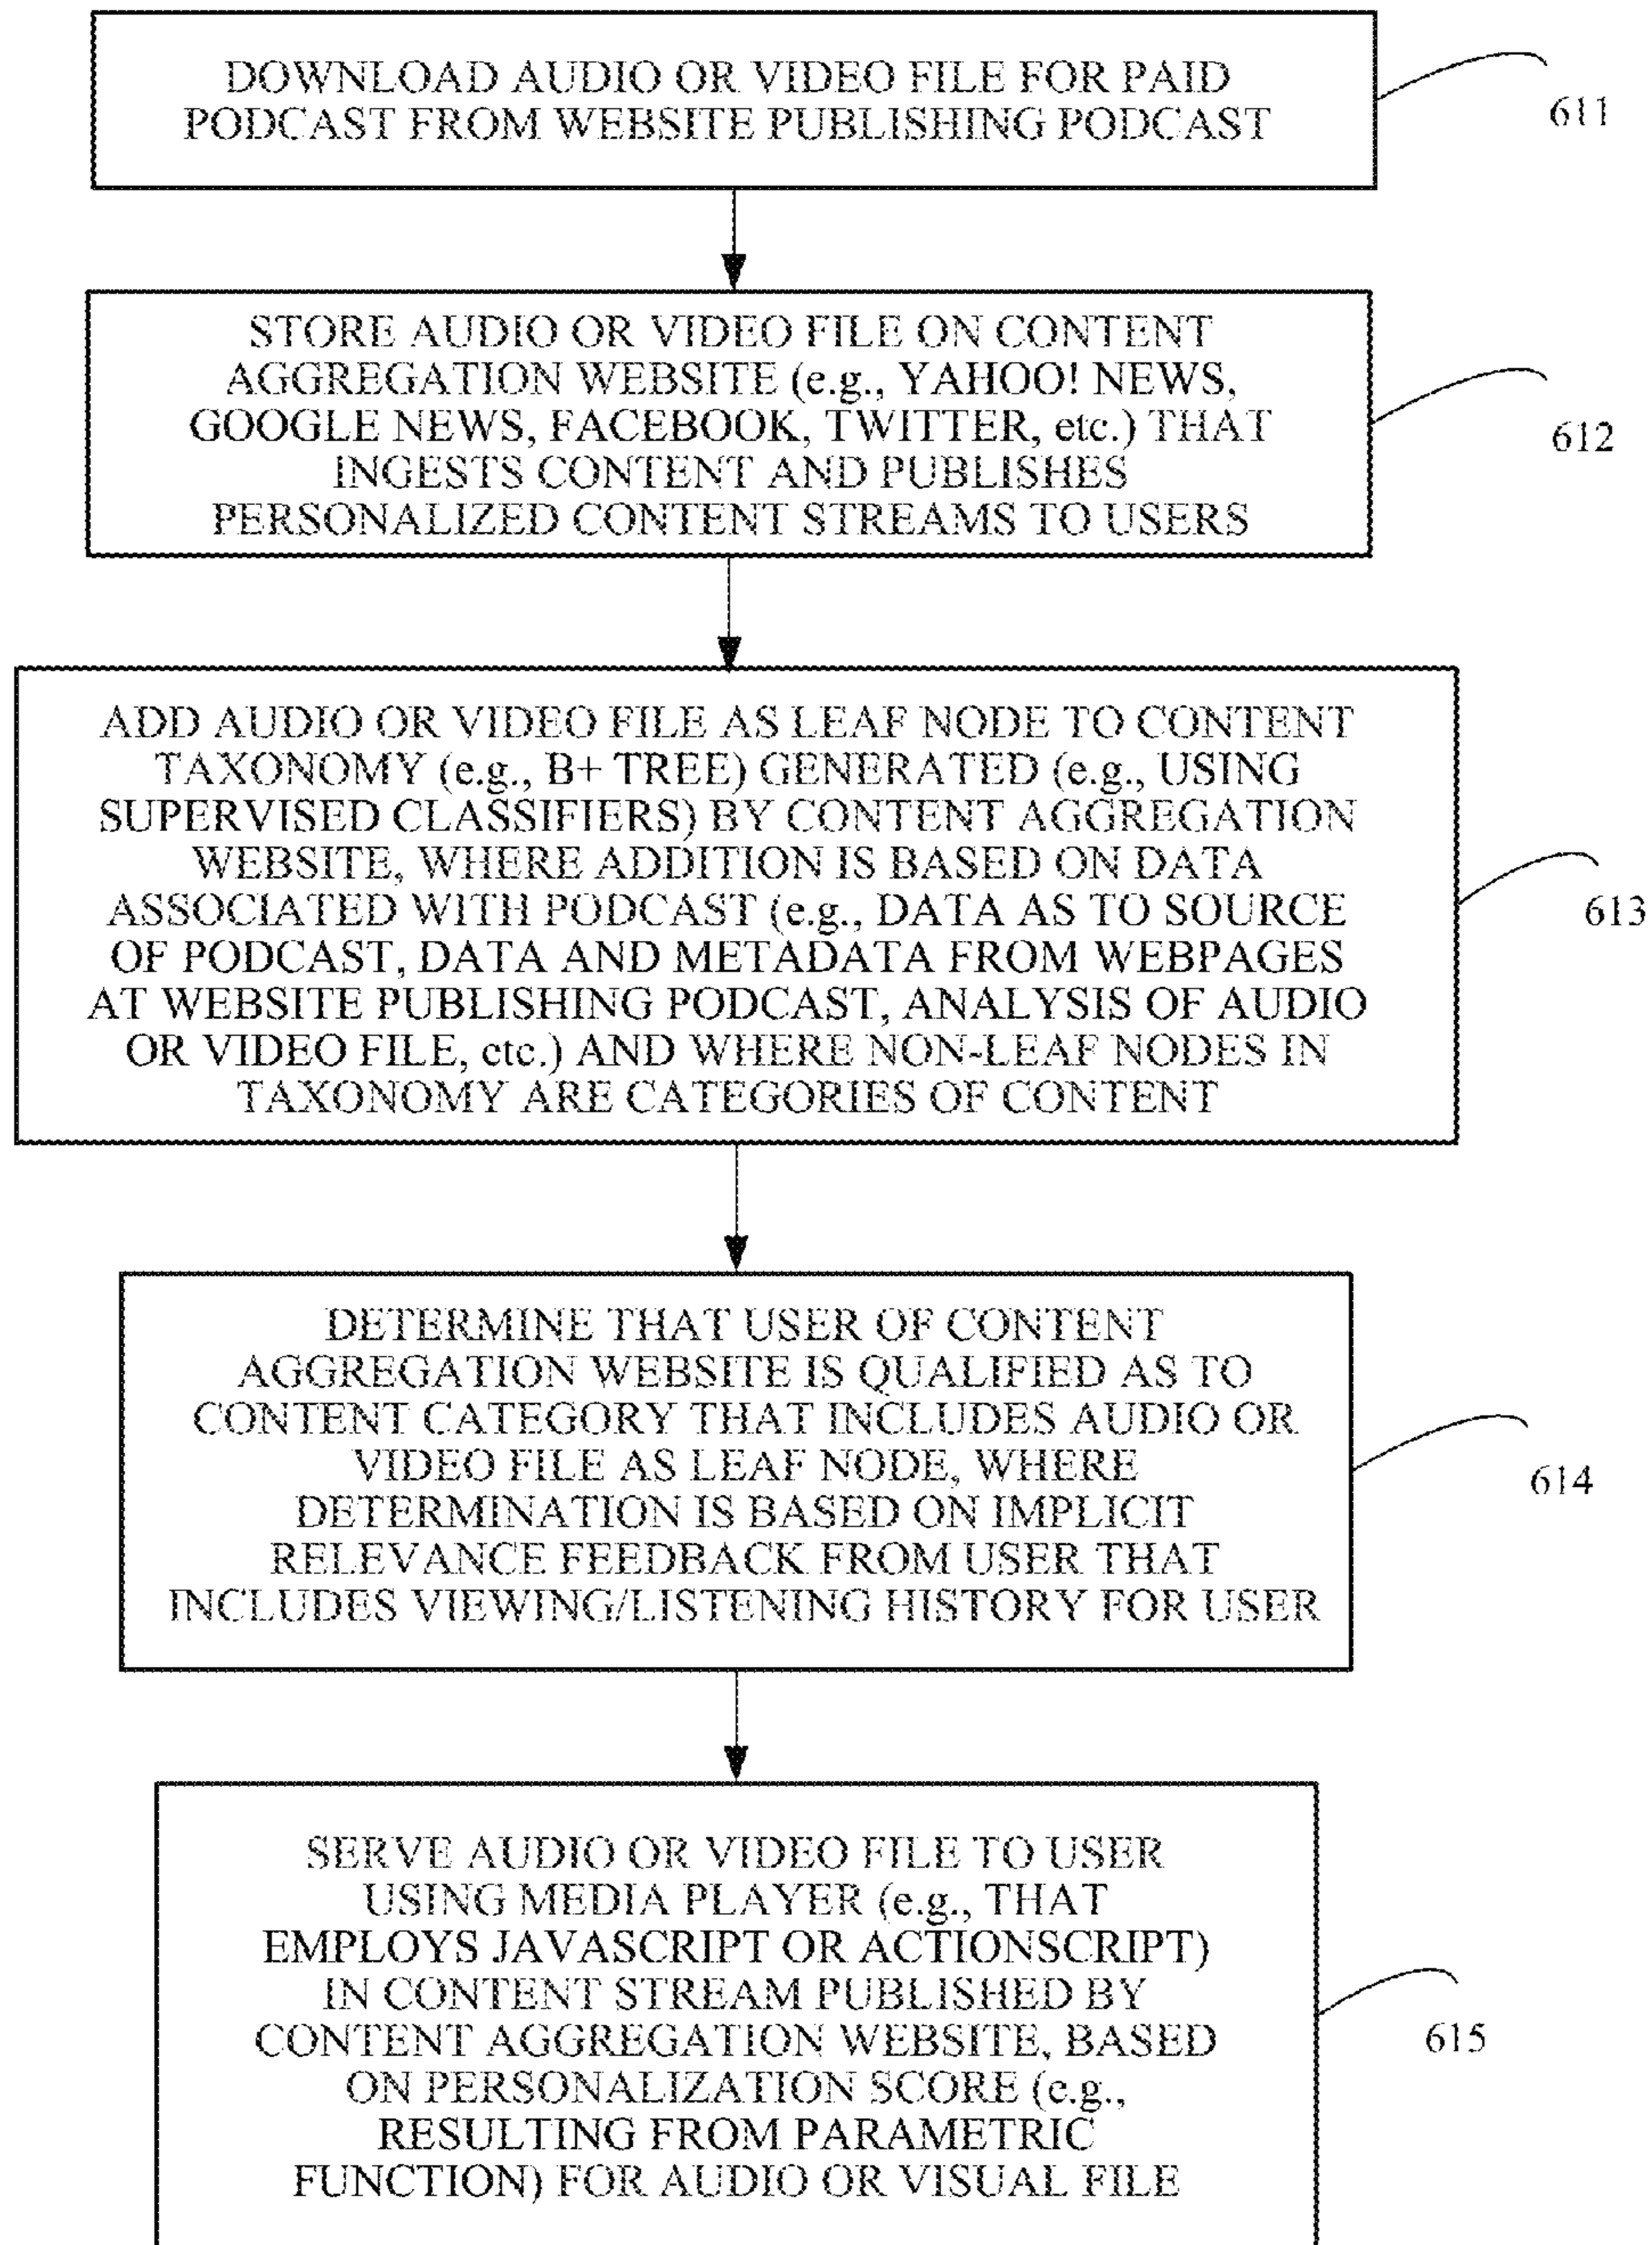 DOWNLOAD AUDIO OR VIDEO FILE FOR PAID
PODCAST FROM WEBSITE PUBLISHING PODCAST
611
STORE AUDIO OR VIDEO FILE ON CONTENT
AGGREGATION WEBSITE (e.g., YAHOO! NEWS,
GOOGLE NEWS, FACEBOOK, TWITTER, etc.) THAT
INGESTS CONTENT AND PUBLISHES
PERSONALIZED CONTENT STREAMS TO USERS
612
ADD AUDIO OR VIDEO FILE AS LEAF NODE TO CONTENT
TAXONOMY (e.g., B+ TREE) GENERATED (e.g., USING
SUPERVISED CLASSIFIERS) BY CONTENT AGGREGATION
WEBSITE, WHERE ADDITION IS BASED ON DATA
ASSOCIATED WITH PODCAST (e.g., DATA AS TO SOURCE
OF PODCAST, DATA AND METADATA FROM WEBPAGES
AT WEBSITE PUBLISHING PODCAST, ANALYSIS OF AUDIO
OR VIDEO FILE, etc.) AND WHERE NON-LEAF NODES IN
TAXONOMY ARE CATEGORIES OF CONTENT
613
DETERMINE THAT USER OF CONTENT
AGGREGATION WEBSITE IS QUALIFIED AS TO
CONTENT CATEGORY THAT INCLUDES AUDIO OR
VIDEO FILE AS LEAF NODE, WHERE
DETERMINATION IS BASED ON IMPLICIT
RELEVANCE FEEDBACK FROM USER THAT
INCLUDES VIEWING/LISTENING HISTORY FOR USER
614
SERVE AUDIO OR VIDEO FILE TO USER
USING MEDIA PLAYER (e.g., THAT
EMPLOYS JAVASCRIPT OR ACTIONSCRIPT)
IN CONTENT STREAM PUBLISHED BY
CONTENT AGGREGATION WEBSITE, BASED
ON PERSONALIZATION SCORE (e.g.,
RESULTING FROM PARAMETRIC
FUNCTION) FOR AUDIO OR VISUAL FILE
615